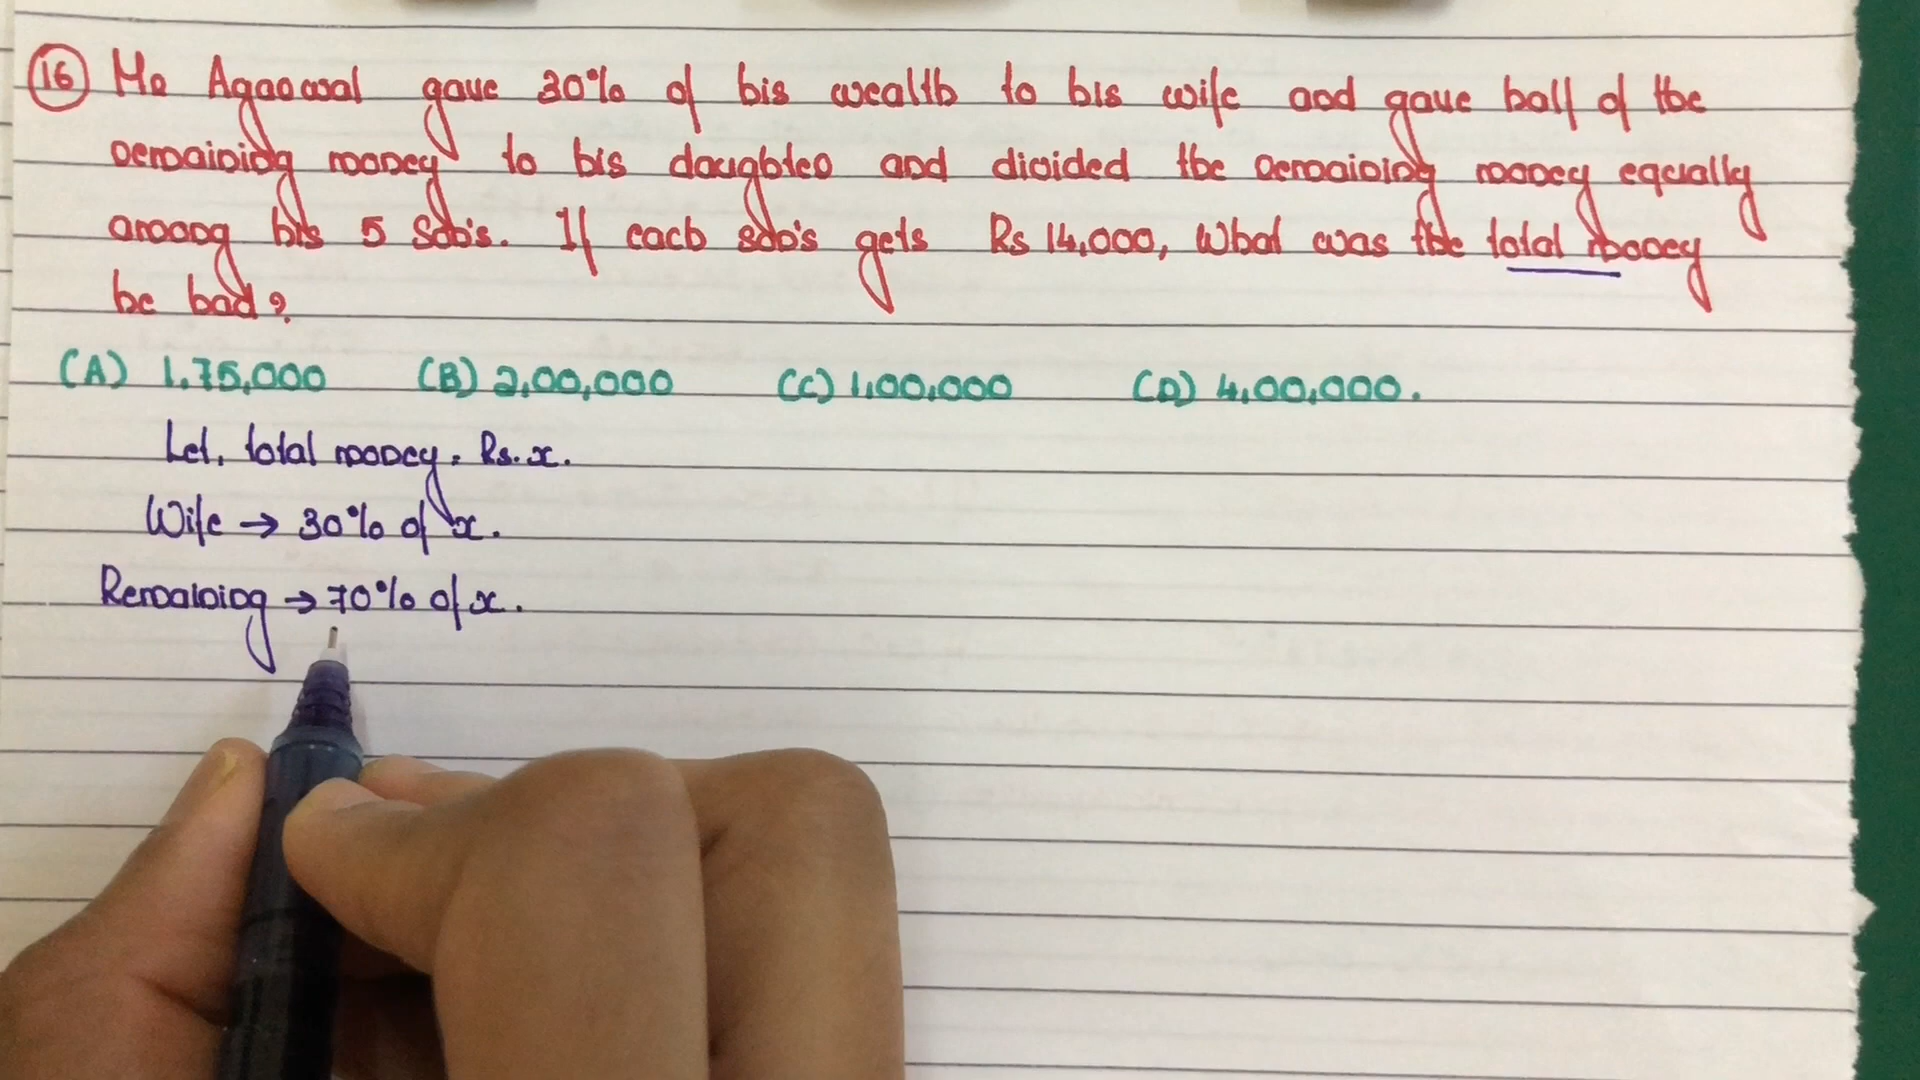 16 Mr Agarwal gave 30% of his wealth to his wife and gave half of the
remaining money to his daughter and divided the remaining money equally
among his 5 son's. If each son's gets Rs 14,000, What was the total money
he had?
(A) 1,75,000 (B) 2,00,000 (C) 1,00,000 (D) 4,00,000.
Let, total money = Rs. x.
Wife → 30% of x.
Remaining → 70% of x.